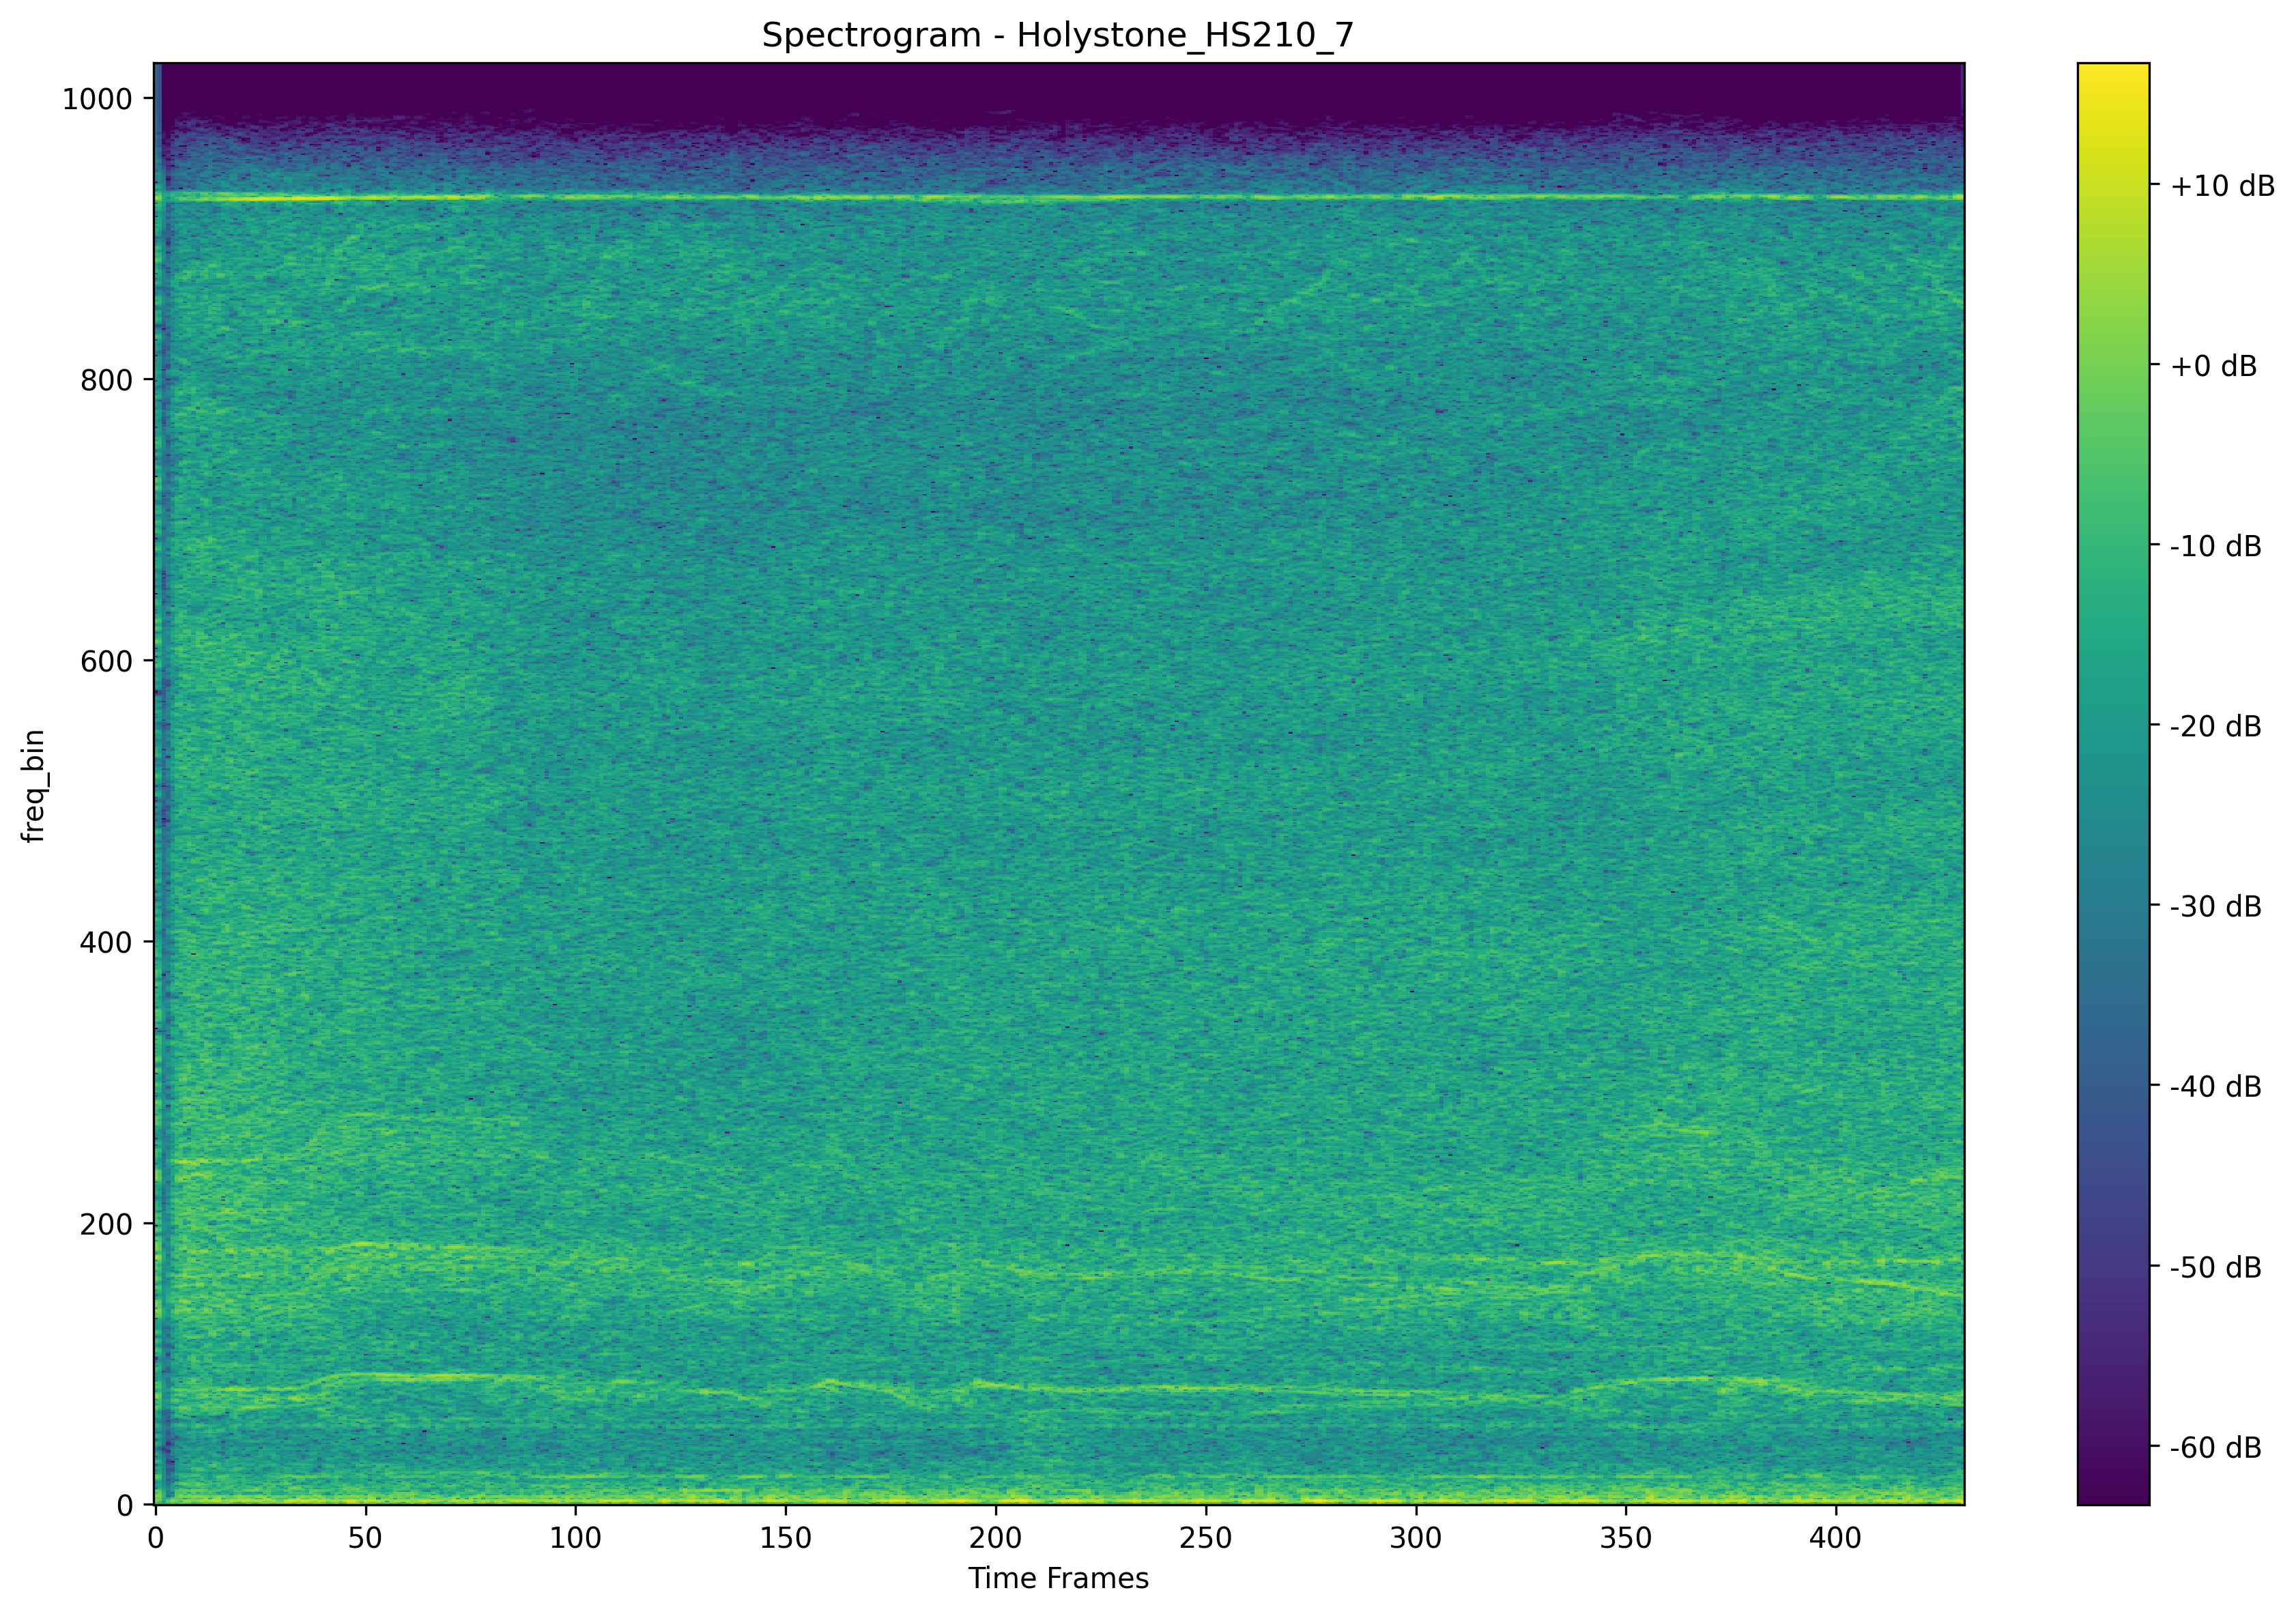 Spectrogram - Holystone_HS210_7
1000
800
600
400
200
0
freq_bin
0 50 100 150 200 250 300 350 400
Time Frames
+10 dB
+0 dB
-10 dB
-20 dB
-30 dB
-40 dB
-50 dB
-60 dB